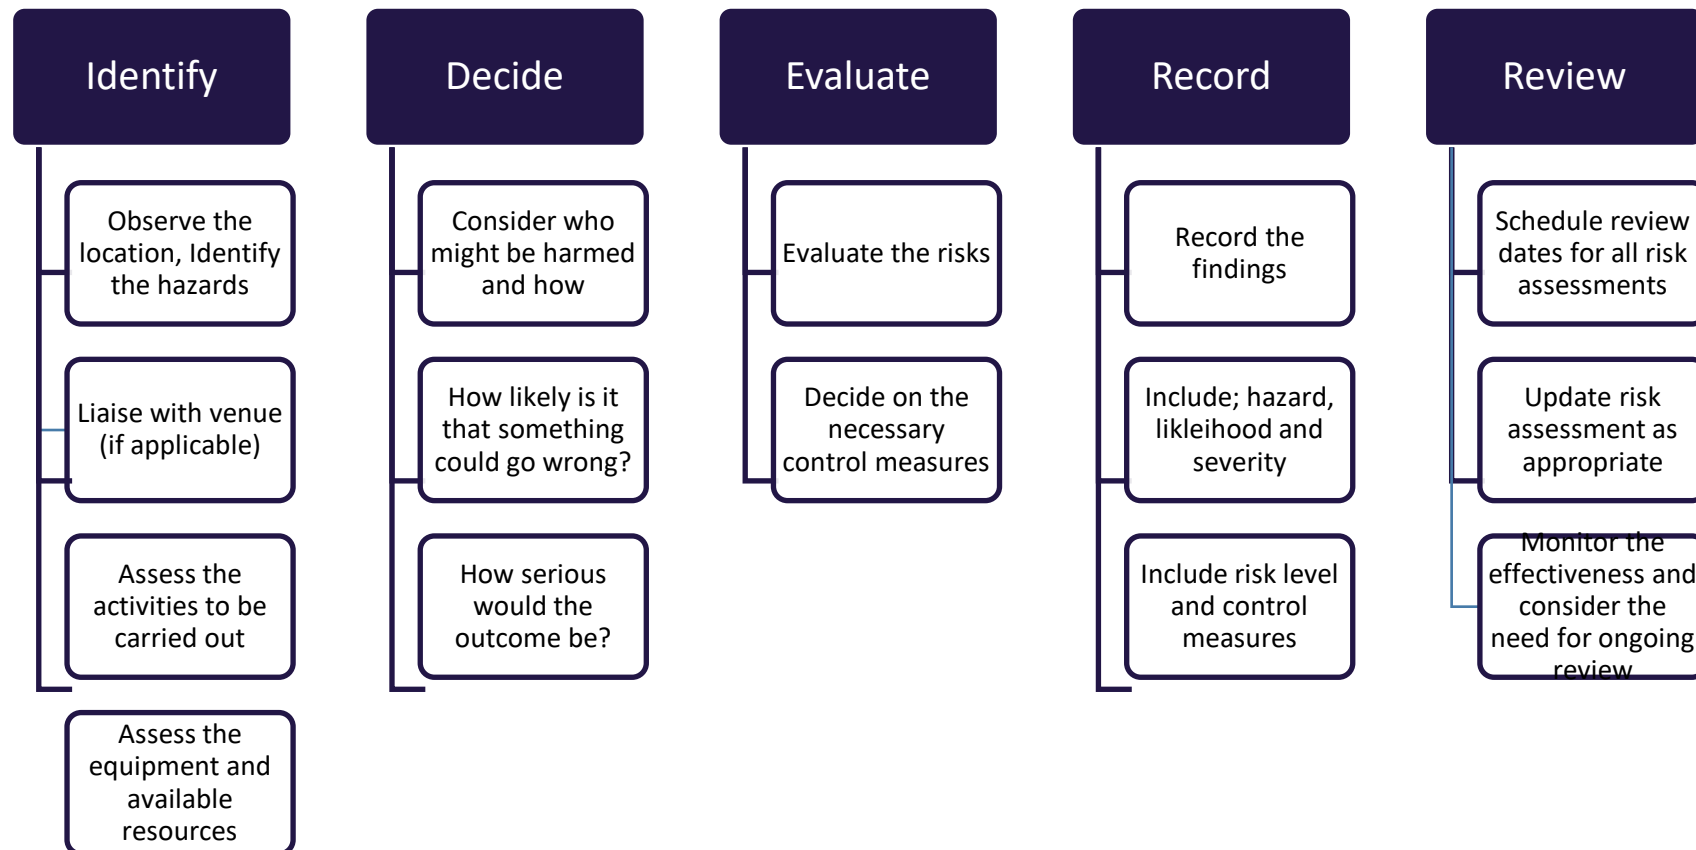 Identify
Observe the
location, Identify
the hazards
Liaise with venue
(if applicable)
Assess the
activities to be
carried out
Assess the
equipment and
available
resources
Decide
Consider who
might be harmed
and how
How likely is it
that something
could go wrong?
How serious
would the
outcome be?
Evaluate
Evaluate the risks
Decide on the
necessary
control measures
Record
Record the
findings
Include; hazard,
likleihood and
severity
Include risk level
and control
measures
Review
Schedule review
dates for all risk
assessments
Update risk
assessment as
appropriate
Monitor the
effectiveness and
consider the
need for ongoing
review